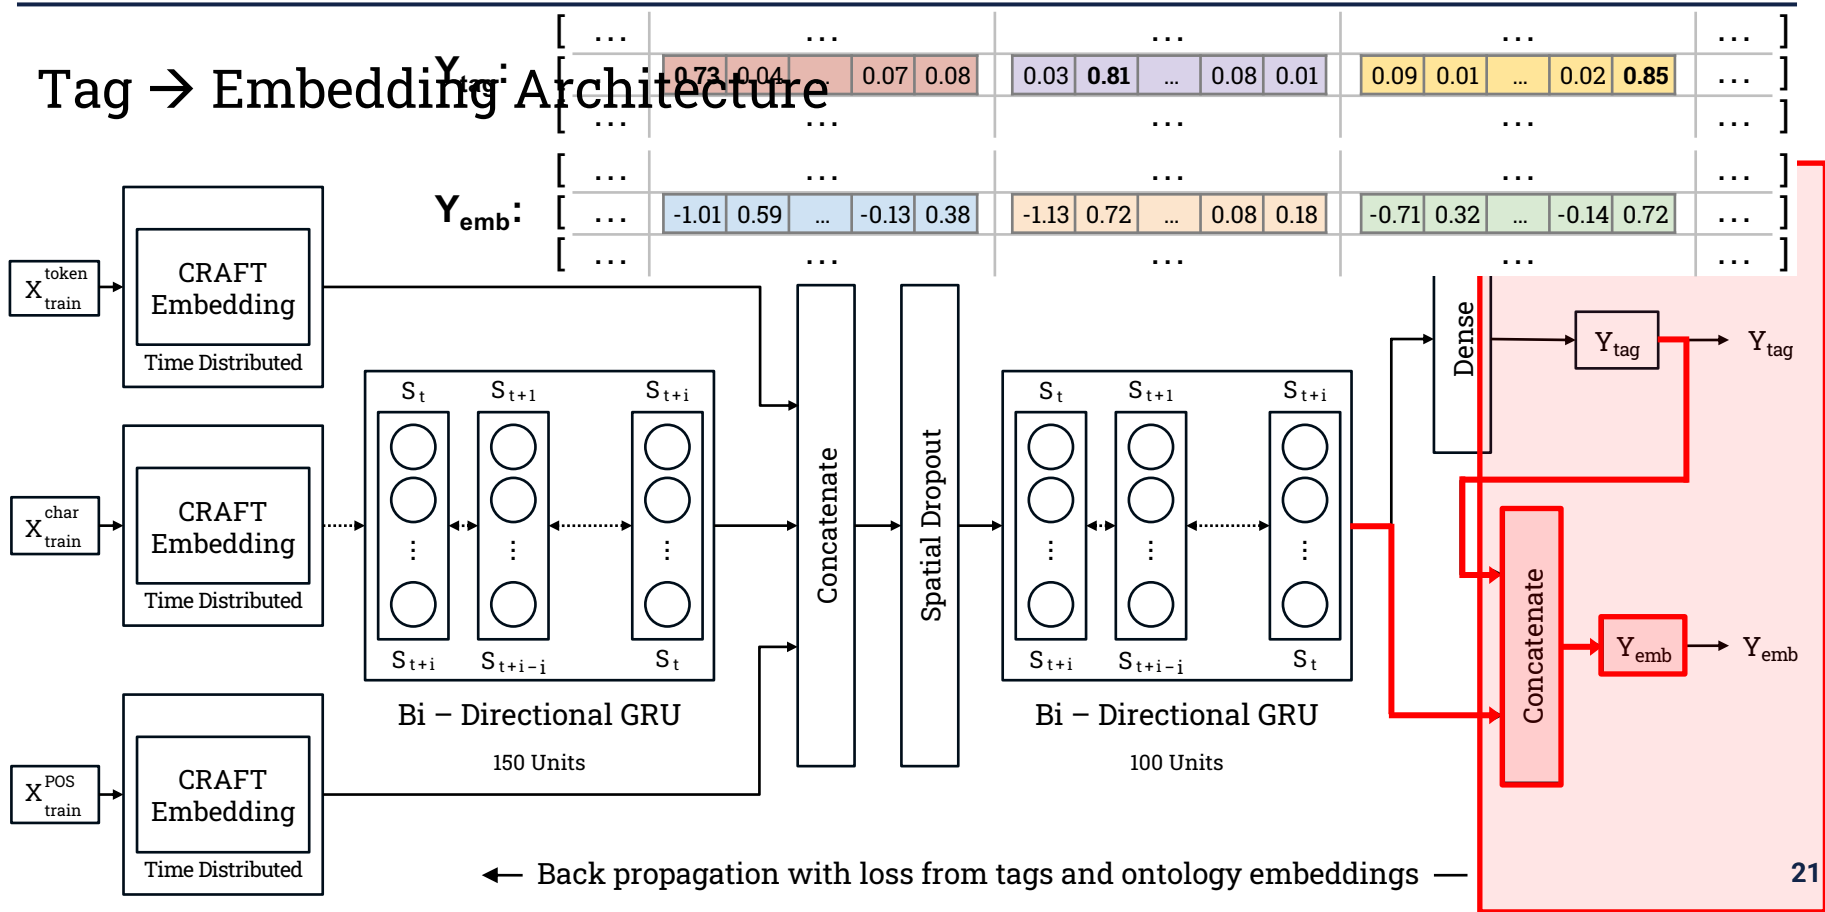 Tag → Embedding Architecture
[ ... ... ... ... ... ]
Y tag: [ ... 0.73 0.04 ... 0.07 0.08 0.03 0.81 ... 0.08 0.01 0.09 0.01 ... 0.02 0.85 ... ]
[ ... ... ... ... ... ]
[ ... ... ... ... ... ]
Y emb: [ ... -1.01 0.59 ... -0.13 0.38 -1.13 0.72 ... 0.08 0.18 -0.71 0.32 ... -0.14 0.72 ... ]
[ ... ... ... ... ... ]
X token train
CRAFT
Embedding
Time Distributed
X char train
CRAFT
Embedding
Time Distributed
X POS train
CRAFT
Embedding
Time Distributed
S t S t+1 S t+i
⋮ ⋮ ⋮
S t+i S t+i-i S t
Bi – Directional GRU
150 Units
Concatenate
Spatial Dropout
S t S t+1 S t+i
⋮ ⋮ ⋮
S t+i S t+i-i S t
Bi – Directional GRU
100 Units
Dense
Y tag
Y tag
Concatenate
Y emb
Y emb
← Back propagation with loss from tags and ontology embeddings —
21